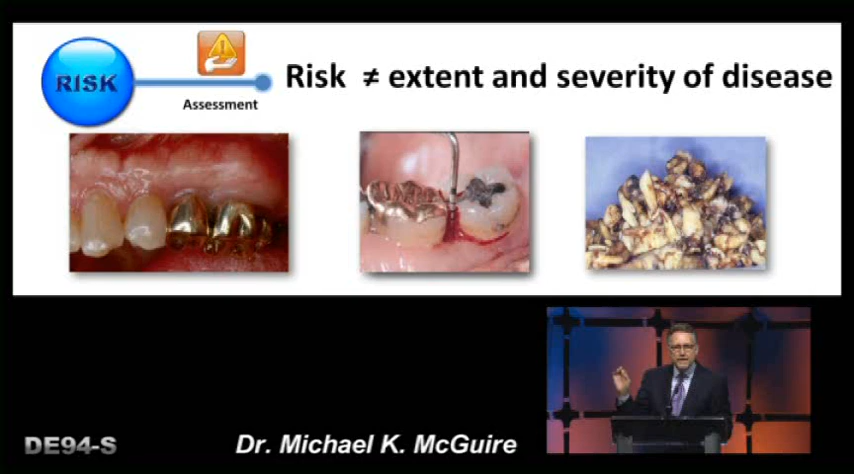 RISK
Assessment
Risk ≠ extent and severity of disease
DE94-S
Dr. Michael K. McGuire